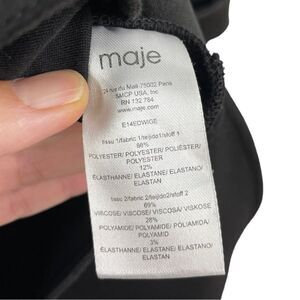 maje
24 rue du Mail-75002 Paris
SMCP USA, Inc
RN 132 784
www.maje.com
E14EDWIGE
tissu 1/fabric 1/tejido1/stoff 1
88%
POLYESTER/ POLYESTER/ POLIÉSTER/
POLYESTER
12%
ÉLASTHANNE/ ELASTANE/ ELASTANO/
ELASTAN
tissu 2/fabric 2/tejido2/stoff 2
69%
VISCOSE/ VISCOSE/ VISCOSA/ VISKOSE
28%
POLYAMIDE/ POLYAMIDE/ POLIAMIDA/
POLYAMID
3%
ÉLASTHANNE/ ELASTANE/ ELASTANO/
ELASTAN